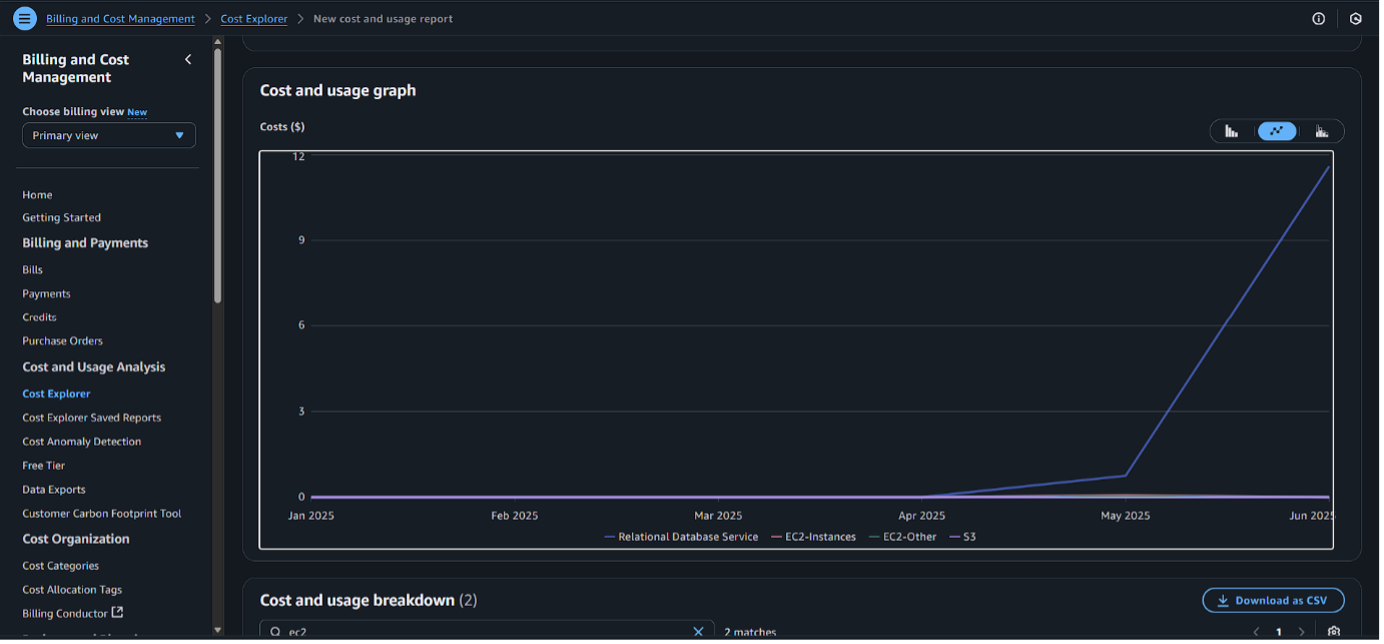 Billing and Cost Management > Cost Explorer > New cost and usage report
Billing and Cost
Management
Choose billing view New
Primary view
Home
Getting Started
Billing and Payments
Bills
Payments
Credits
Purchase Orders
Cost and Usage Analysis
Cost Explorer
Cost Explorer Saved Reports
Cost Anomaly Detection
Free Tier
Data Exports
Customer Carbon Footprint Tool
Cost Organization
Cost Categories
Cost Allocation Tags
Billing Conductor
Cost and usage graph
Costs ($)
12
9
6
3
0
Jan 2025 Feb 2025 Mar 2025 Apr 2025 May 2025 Jun 2025
Relational Database Service EC2-Instances EC2-Other S3
Cost and usage breakdown (2)
Download as CSV
ec2
2 matches
1